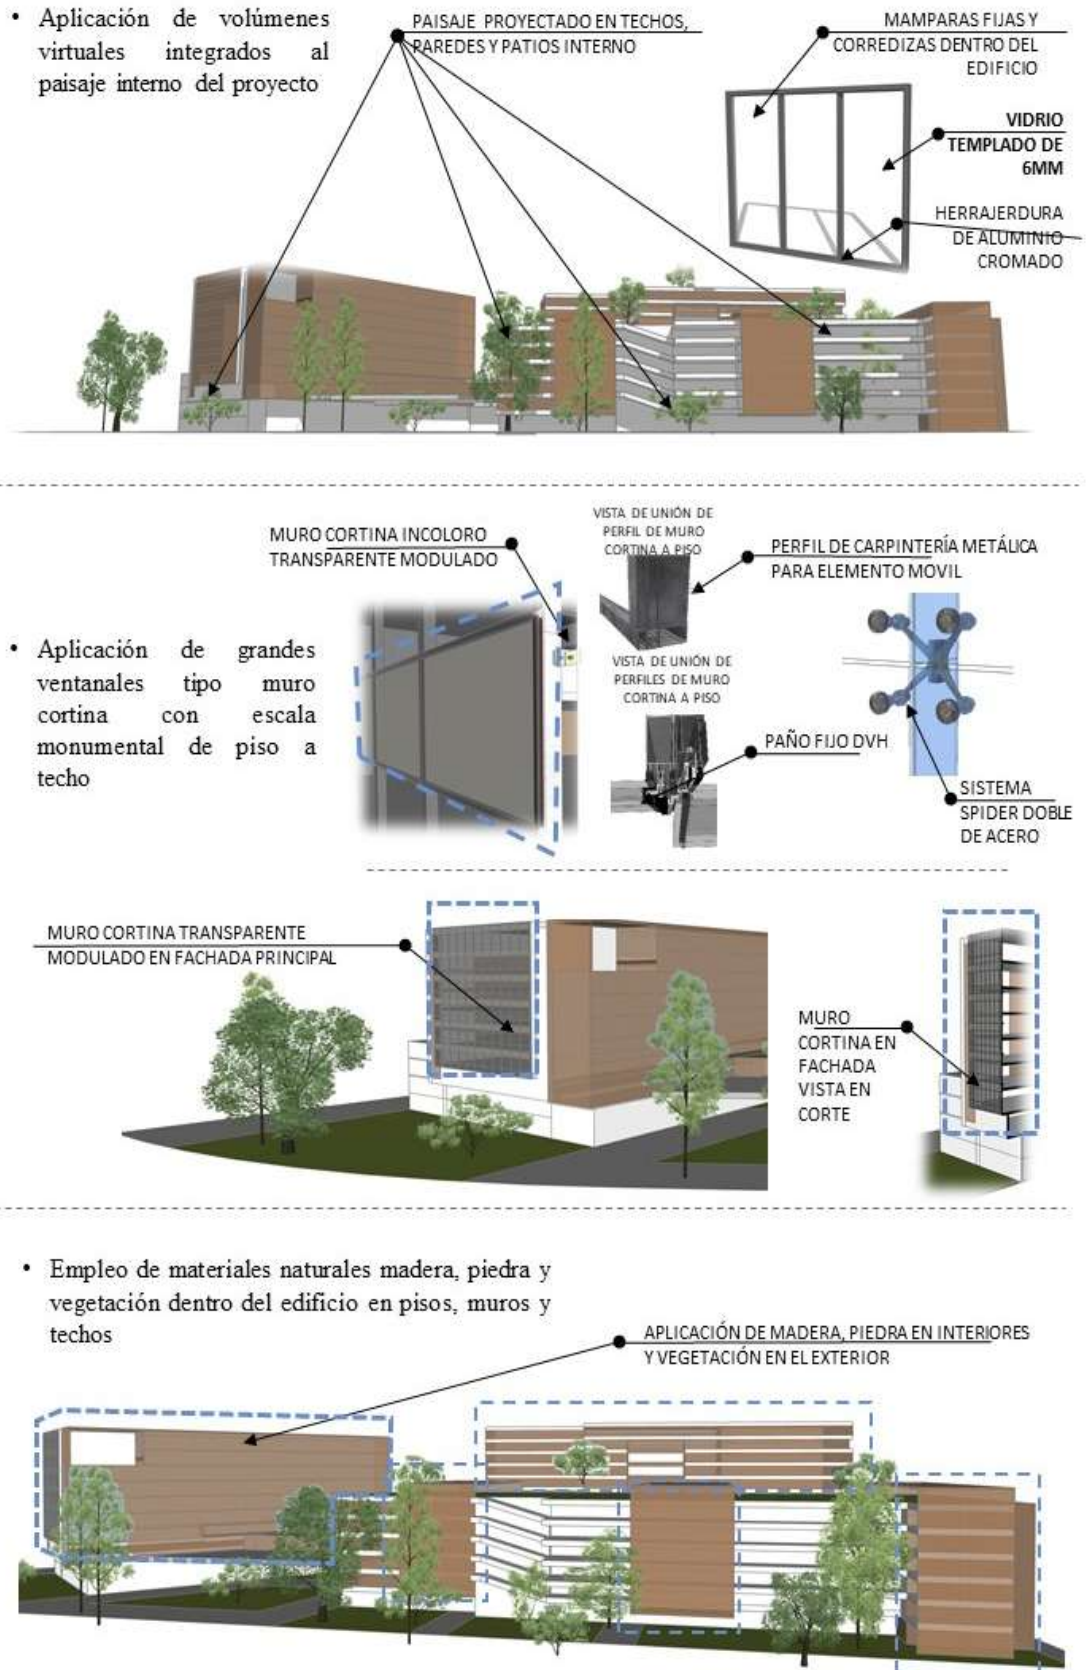 • Aplicación de volúmenes
virtuales integrados al
paisaje interno del proyecto
PAISAJE PROYECTADO EN TECHOS,
PAREDES Y PATIOS INTERNO
MAMPARAS FIJAS Y
CORREDIZAS DENTRO DEL
EDIFICIO
VIDRIO
TEMPLADO DE
6MM
HERRAJERDURA
DE ALUMINIO
CROMADO
MURO CORTINA INCOLORO
TRANSPARENTE MODULADO
VISTA DE UNIÓN DE
PERFIL DE MURO
CORTINA A PISO
PERFIL DE CARPINTERÍA METÁLICA
PARA ELEMENTO MOVIL
• Aplicación de grandes
ventanales tipo muro
cortina con escala
monumental de piso a
techo
VISTA DE UNIÓN DE
PERFILES DE MURO
CORTINA A PISO
PAÑO FIJO DVH
SISTEMA
SPIDER DOBLE
DE ACERO
MURO CORTINA TRANSPARENTE
MODULADO EN FACHADA PRINCIPAL
MURO
CORTINA EN
FACHADA
VISTA EN
CORTE
• Empleo de materiales naturales madera, piedra y
vegetación dentro del edificio en pisos, muros y
techos
APLICACIÓN DE MADERA, PIEDRA EN INTERIORES
Y VEGETACIÓN EN EL EXTERIOR